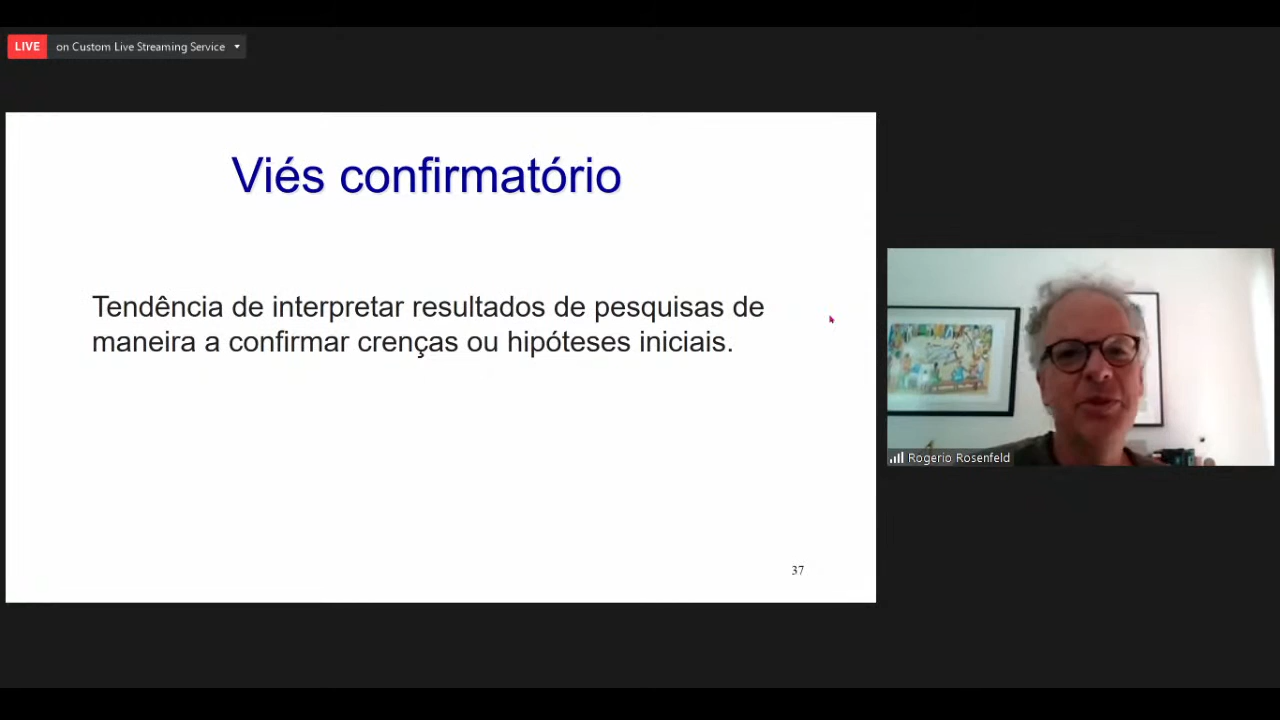 LIVE on Custom Live Streaming Service
Viés confirmatório
Tendência de interpretar resultados de pesquisas de
maneira a confirmar crenças ou hipóteses iniciais.
Rogerio Rosenfeld
37